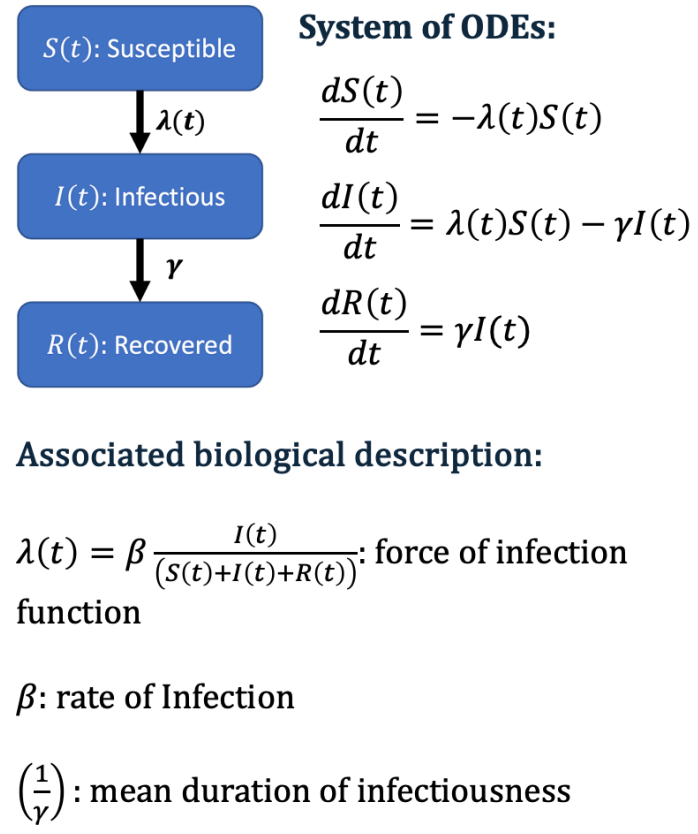 S(t): Susceptible
λ(t)
I(t): Infectious
γ
R(t): Recovered
System of ODEs:
dS(t)/dt = −λ(t)S(t)
dI(t)/dt = λ(t)S(t) − γI(t)
dR(t)/dt = γI(t)
Associated biological description:
λ(t) = β I(t)/(S(t)+I(t)+R(t)): force of infection
function
β: rate of Infection
(1/γ): mean duration of infectiousness